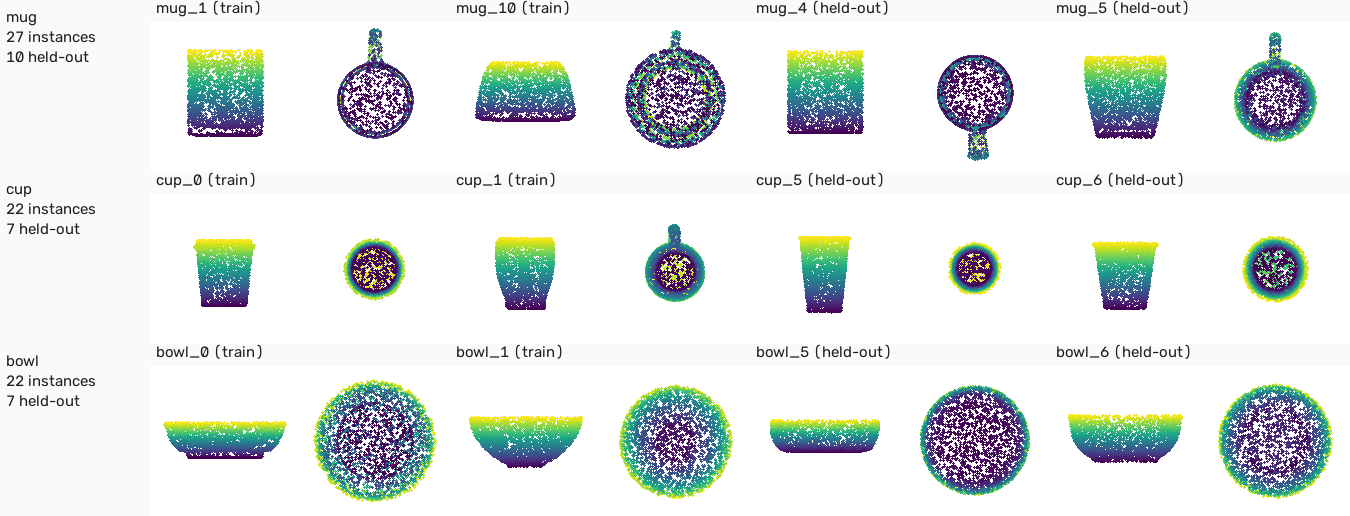 mug
27 instances
10 held-out
mug_1 (train)
mug_10 (train)
mug_4 (held-out)
mug_5 (held-out)
cup
22 instances
7 held-out
cup_0 (train)
cup_1 (train)
cup_5 (held-out)
cup_6 (held-out)
bowl
22 instances
7 held-out
bowl_0 (train)
bowl_1 (train)
bowl_5 (held-out)
bowl_6 (held-out)